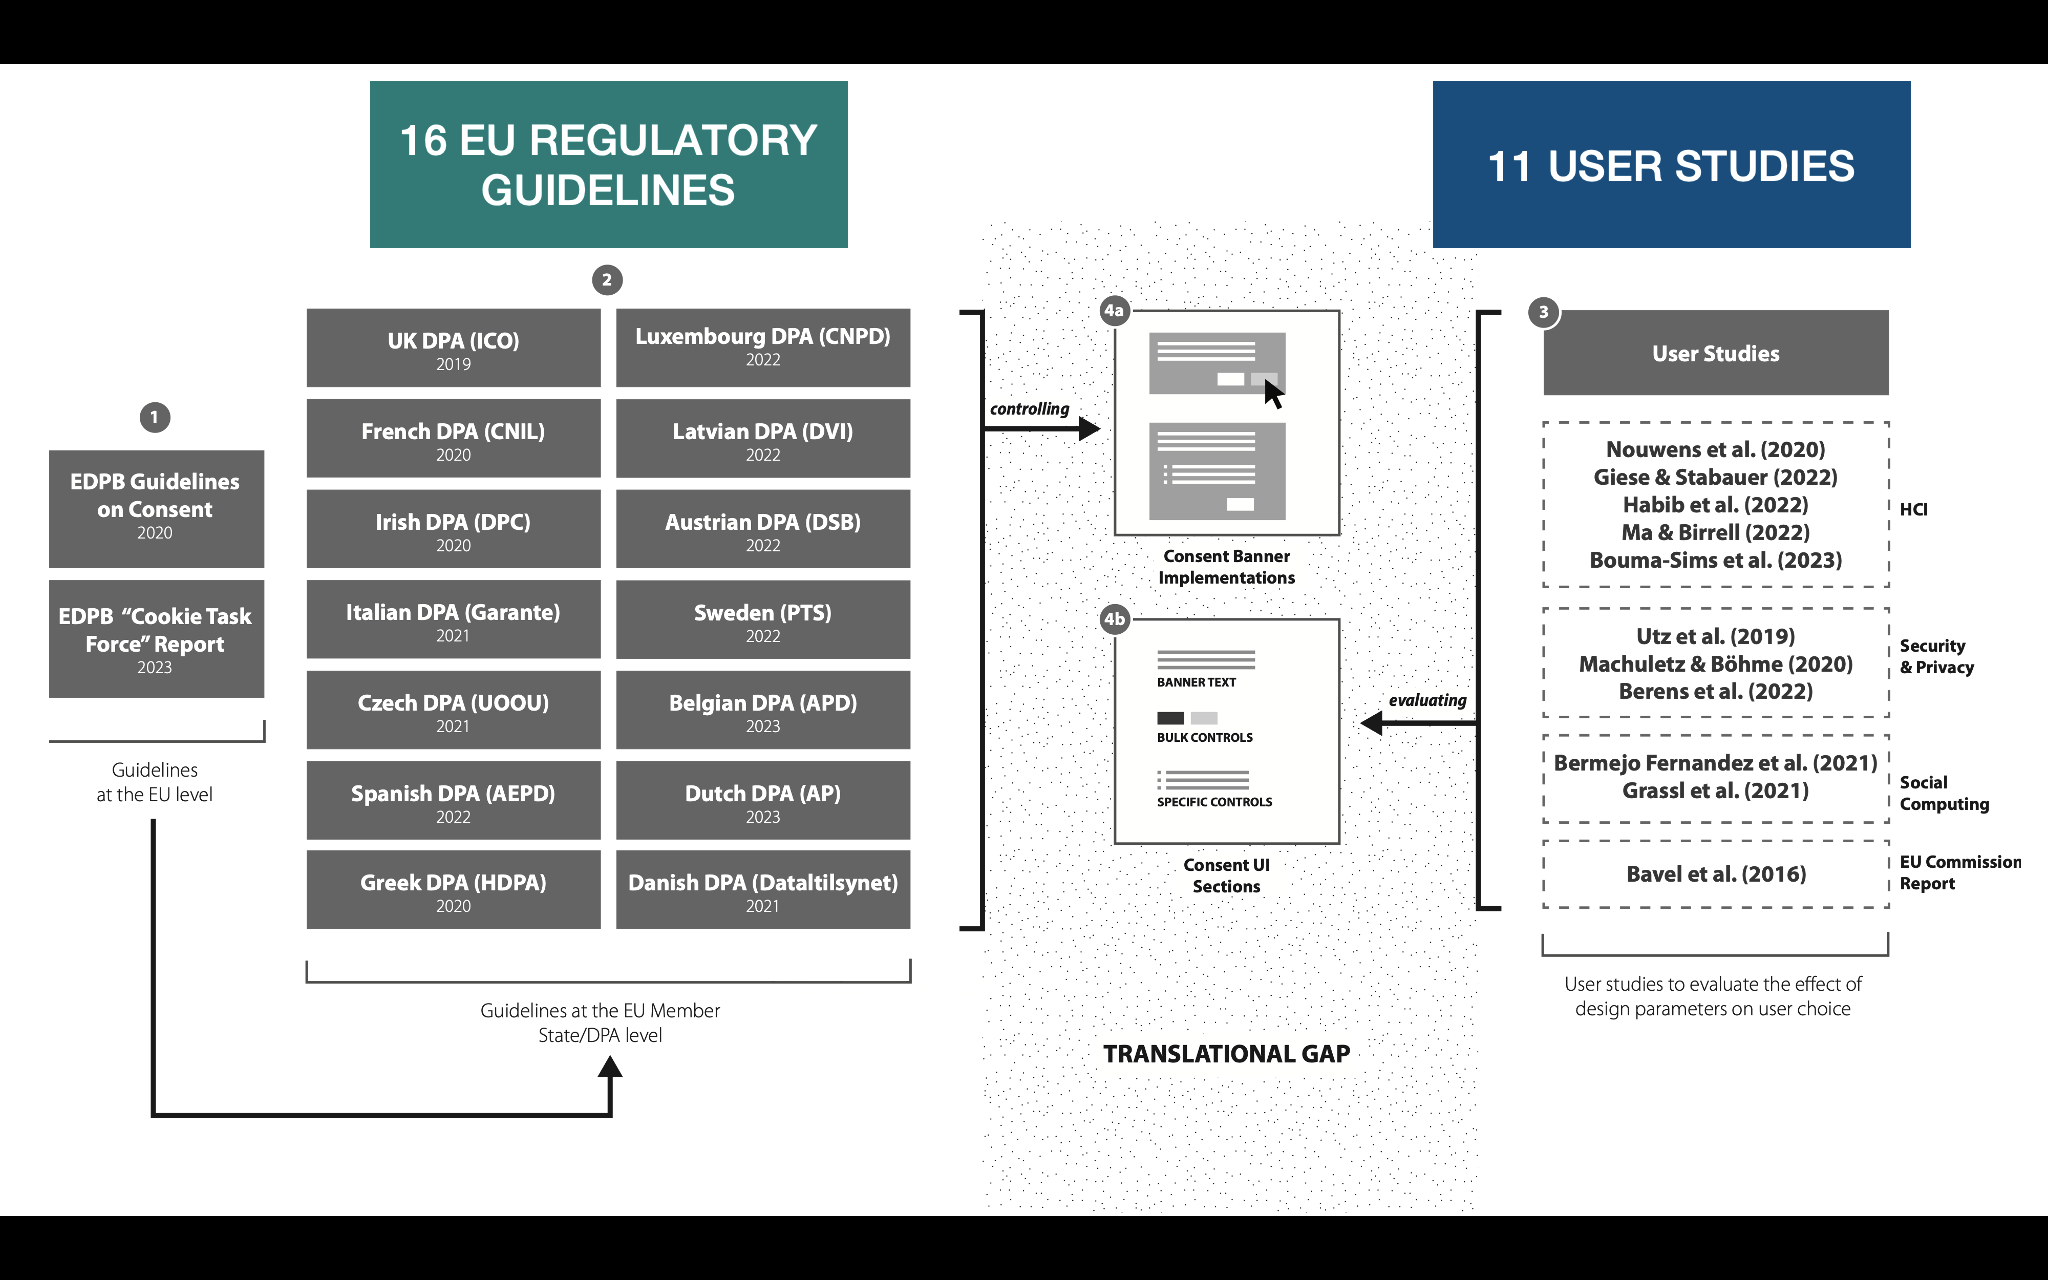 16 EU REGULATORY
GUIDELINES
11 USER STUDIES
1
EDPB Guidelines
on Consent
2020
EDPB “Cookie Task
Force” Report
2023
Guidelines
at the EU level
2
UK DPA (ICO)
2019
Luxembourg DPA (CNPD)
2022
French DPA (CNIL)
2020
Latvian DPA (DVI)
2022
Irish DPA (DPC)
2020
Austrian DPA (DSB)
2022
Italian DPA (Garante)
2021
Sweden (PTS)
2022
Czech DPA (UOOU)
2021
Belgian DPA (APD)
2023
Spanish DPA (AEPD)
2022
Dutch DPA (AP)
2023
Greek DPA (HDPA)
2020
Danish DPA (Dataltilsynet)
2021
Guidelines at the EU Member
State/DPA level
controlling
4a
Consent Banner
Implementations
4b
BANNER TEXT
BULK CONTROLS
SPECIFIC CONTROLS
Consent UI
Sections
evaluating
TRANSLATIONAL GAP
3
User Studies
Nouwens et al. (2020)
Giese & Stabauer (2022)
Habib et al. (2022)
Ma & Birrell (2022)
Bouma-Sims et al. (2023)
HCI
Utz et al. (2019)
Machuletz & Böhme (2020)
Berens et al. (2022)
Security
& Privacy
Bermejo Fernandez et al. (2021)
Grassl et al. (2021)
Social
Computing
Bavel et al. (2016)
EU Commission
Report
User studies to evaluate the effect of
design parameters on user choice